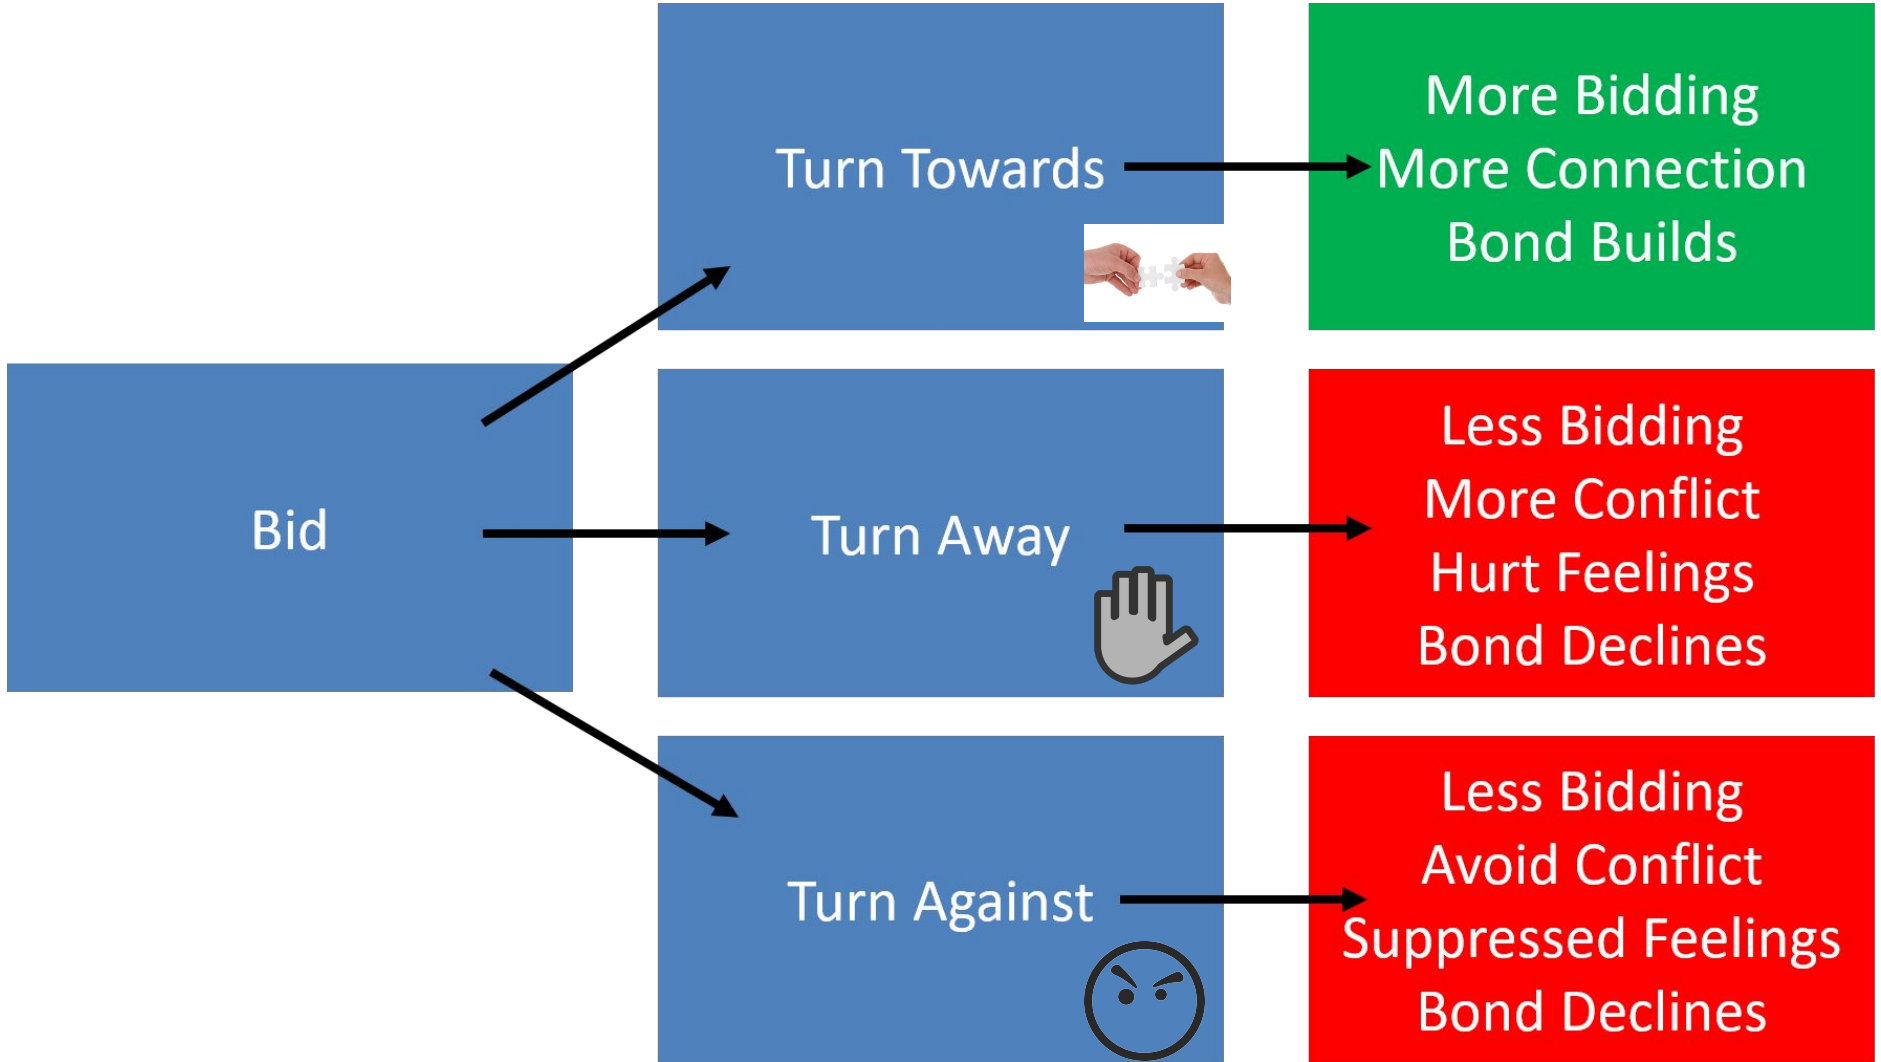 Bid
Turn Towards
More Bidding
More Connection
Bond Builds
Turn Away
Less Bidding
More Conflict
Hurt Feelings
Bond Declines
Turn Against
Less Bidding
Avoid Conflict
Suppressed Feelings
Bond Declines